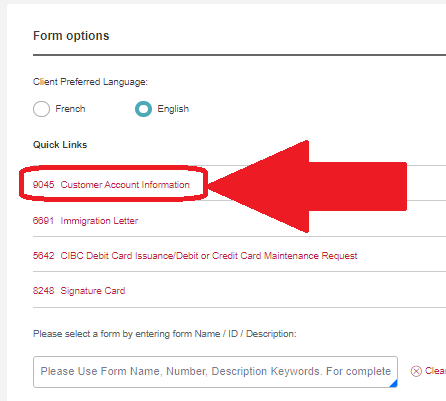 Form options
Client Preferred Language:
French English
Quick Links
9045 Customer Account Information
6691 Immigration Letter
5642 CIBC Debit Card Issuance/Debit or Credit Card Maintenance Request
8248 Signature Card
Please select a form by entering form Name / ID / Description:
Please Use Form Name, Number, Description Keywords. For complete
Clea